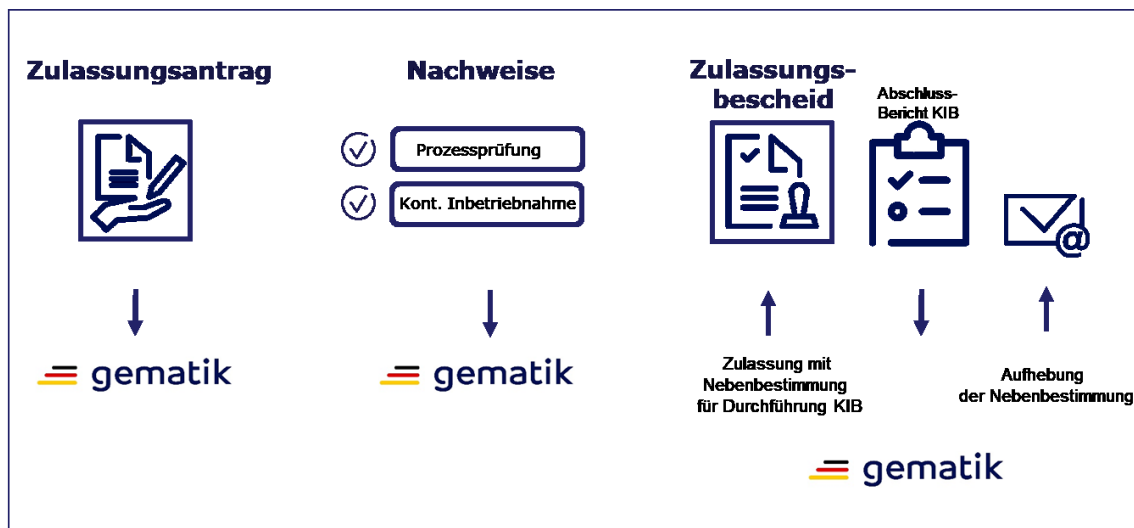 Zulassungsantrag
gematik
Nachweise
Prozessprüfung
Kont. Inbetriebnahme
gematik
Zulassungs-
bescheid
Abschluss-
Bericht KIB
@
Zulassung mit
Nebenbestimmung
für Durchführung KIB
Aufhebung
der Nebenbestimmung
gematik